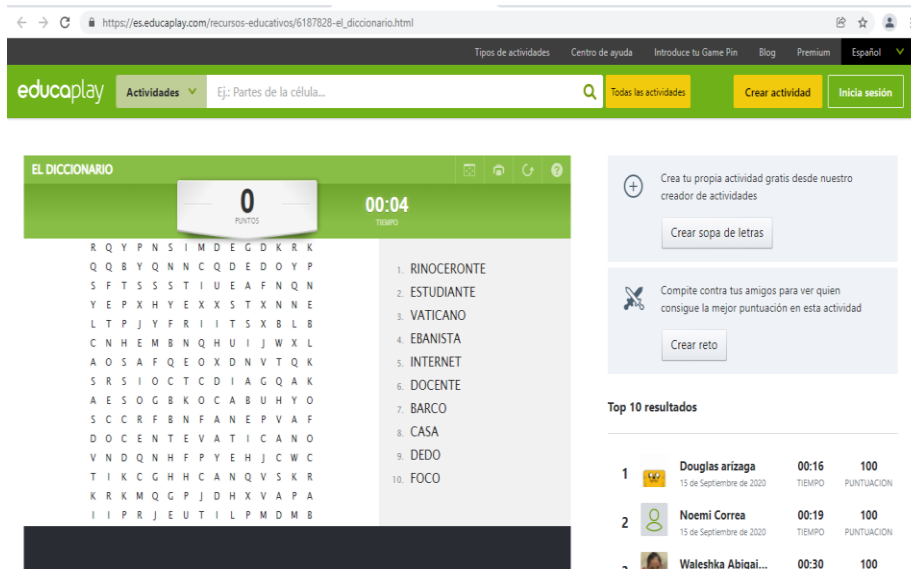 https://es.educaplay.com/recursos-educativos/6187828-el_diccionario.html
Tipos de actividades Centro de ayuda Introduce tu Game Pin Blog Premium Español
educaplay Actividades Ej.: Partes de la célula... Todas las actividades Crear actividad Inicia sesión
EL DICCIONARIO
0
PUNTOS
00:04
TIEMPO
R Q Y P N S I M D E G D K R K
Q Q B Y Q N N C Q D E D O Y P
S F T S S S T I U E A F N Q N
Y E P X H Y E X X S T X N N E
L T P J Y F R I I T S X B L B
C N H E M B N Q H U I J W X L
A O S A F Q E O X D N V T Q K
S R S I O C T C D I A G Q A K
A E S O G B K O C A B U H Y O
S C C R F B N F A N E P V A F
D O C E N T E V A T I C A N O
V N D Q N H F P Y E H J C W C
T I K C G H H C A N Q V S K R
K R K M Q G P J D H X V A P A
I I P R J E U T I L P M D M B
1. RINOCERONTE
2. ESTUDIANTE
3. VATICANO
4. EBANISTA
5. INTERNET
6. DOCENTE
7. BARCO
8. CASA
9. DEDO
10. FOCO
Crea tu propia actividad gratis desde nuestro
creador de actividades
Crear sopa de letras
Compite contra tus amigos para ver quien
consigue la mejor puntuación en esta actividad
Crear reto
Top 10 resultados
1 Douglas arízaga 00:16 100
15 de Septiembre de 2020 TIEMPO PUNTUACION
2 Noemi Correa 00:19 100
15 de Septiembre de 2020 TIEMPO PUNTUACION
Waleshka Abigai... 00:30 100